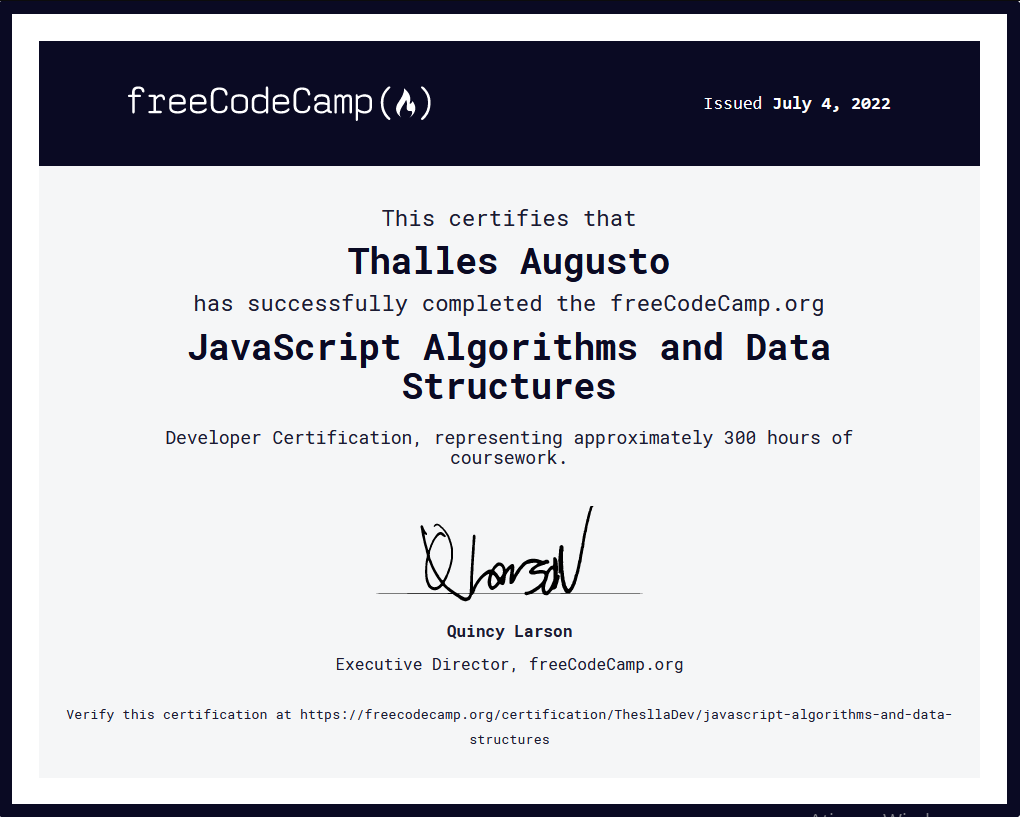 freeCodeCamp(🔥)
Issued July 4, 2022
This certifies that
Thalles Augusto
has successfully completed the freeCodeCamp.org
JavaScript Algorithms and Data
Structures
Developer Certification, representing approximately 300 hours of
coursework.
Q Larson
Quincy Larson
Executive Director, freeCodeCamp.org
Verify this certification at https://freecodecamp.org/certification/ThesllaDev/javascript-algorithms-and-data-
structures